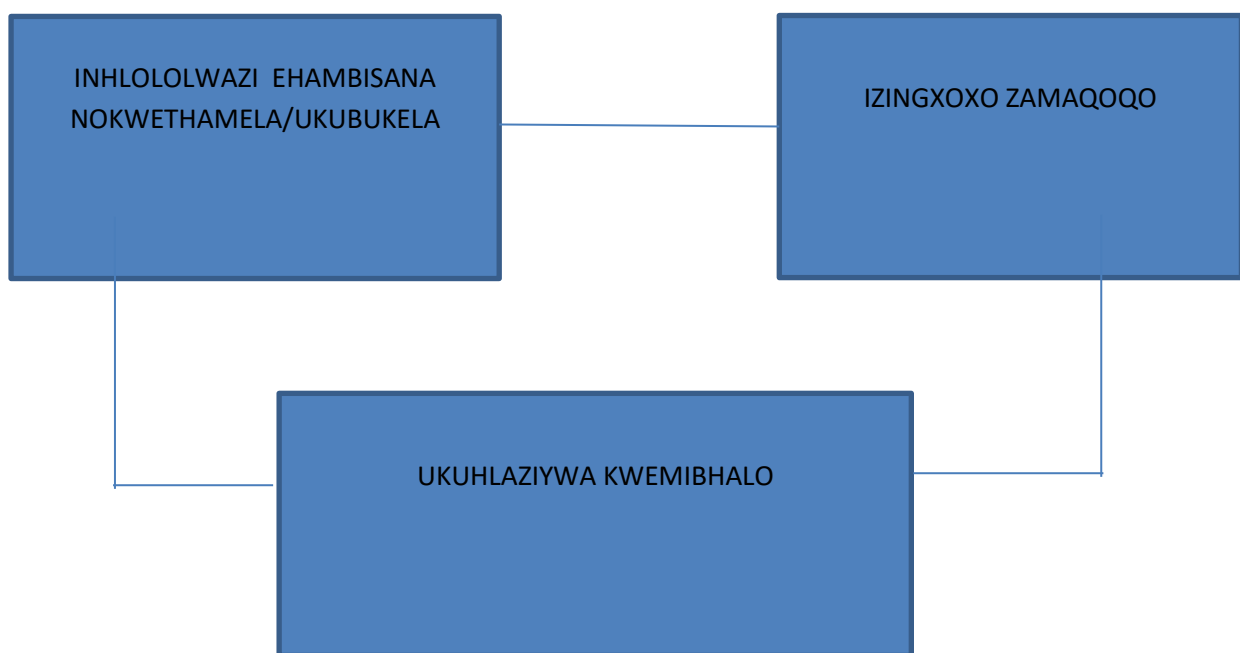 INHLOLOLWAZI EHAMBISANA
NOKWETHAMELA/UKUBUKELA
IZINGXOXO ZAMAQOQO
UKUHLAZIYWA KWEMIBHALO